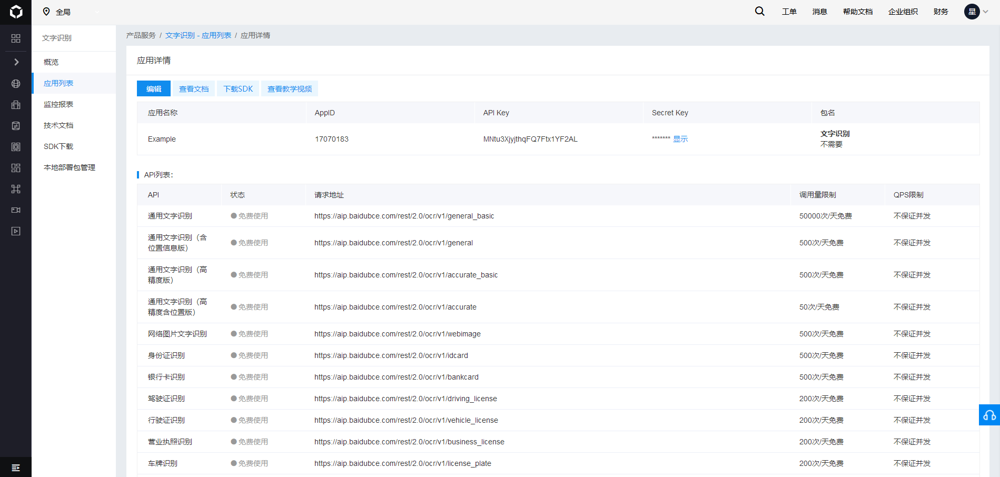 全局
工单 消息 帮助文档 企业组织 财务 星
文字识别
概览
应用列表
监控报表
技术文档
SDK下载
本地部署包管理
产品服务 / 文字识别 - 应用列表 / 应用详情
应用详情
编辑 查看文档 下载SDK 查看教学视频
应用名称 AppID API Key Secret Key 包名
Example 17070183 MNtu3XjyjthqFQ7Ftx1YF2AL ******* 显示 文字识别
不需要
API列表:
API 状态 请求地址 调用量限制 QPS限制
通用文字识别 免费使用 https://aip.baidubce.com/rest/2.0/ocr/v1/general_basic 50000次/天免费 不保证并发
通用文字识别（含
位置信息版） 免费使用 https://aip.baidubce.com/rest/2.0/ocr/v1/general 500次/天免费 不保证并发
通用文字识别（高
精度版） 免费使用 https://aip.baidubce.com/rest/2.0/ocr/v1/accurate_basic 500次/天免费 不保证并发
通用文字识别（高
精度含位置版） 免费使用 https://aip.baidubce.com/rest/2.0/ocr/v1/accurate 50次/天免费 不保证并发
网络图片文字识别 免费使用 https://aip.baidubce.com/rest/2.0/ocr/v1/webimage 500次/天免费 不保证并发
身份证识别 免费使用 https://aip.baidubce.com/rest/2.0/ocr/v1/idcard 500次/天免费 不保证并发
银行卡识别 免费使用 https://aip.baidubce.com/rest/2.0/ocr/v1/bankcard 500次/天免费 不保证并发
驾驶证识别 免费使用 https://aip.baidubce.com/rest/2.0/ocr/v1/driving_license 200次/天免费 不保证并发
行驶证识别 免费使用 https://aip.baidubce.com/rest/2.0/ocr/v1/vehicle_license 200次/天免费 不保证并发
营业执照识别 免费使用 https://aip.baidubce.com/rest/2.0/ocr/v1/business_license 200次/天免费 不保证并发
车牌识别 免费使用 https://aip.baidubce.com/rest/2.0/ocr/v1/license_plate 200次/天免费 不保证并发